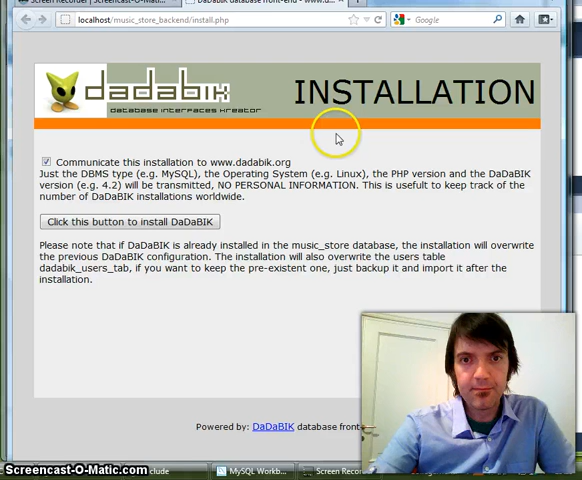 Screen Recorder | Screencast-O-Matic...
DaDaBIK database front-end - www.d...
localhost/music_store_backend/install.php
Google
dadabik
database interfaces kreator
INSTALLATION
Communicate this installation to www.dadabik.org
Just the DBMS type (e.g. MySQL), the Operating System (e.g. Linux), the PHP version and the DaDaBIK
version (e.g. 4.2) will be transmitted, NO PERSONAL INFORMATION. This is usefult to keep track of the
number of DaDaBIK installations worldwide.
Click this button to install DaDaBIK
Please note that if DaDaBIK is already installed in the music_store database, the installation will overwrite
the previous DaDaBIK configuration. The installation will also overwrite the users table
dadabik_users_tab, if you want to keep the pre-existent one, just backup it and import it after the
installation.
Powered by: DaDaBIK database front
Screencast-O-Matic.com
clude
MySQL Workb...
Screen Recor